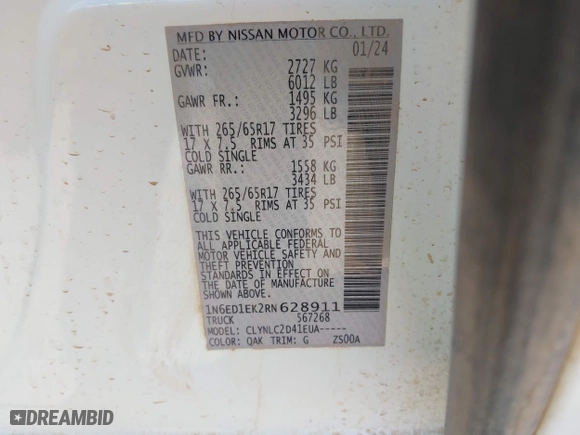 MFD BY NISSAN MOTOR CO., LTD.
DATE: 01/24
GVWR: 2727 KG
6012 LB
GAWR FR.: 1495 KG
3296 LB
WITH 265/65R17 TIRES
17 X 7.5 RIMS AT 35 PSI
COLD SINGLE
GAWR RR.: 1558 KG
3434 LB
WITH 265/65R17 TIRES
17 X 7.5 RIMS AT 35 PSI
COLD SINGLE
THIS VEHICLE CONFORMS TO
ALL APPLICABLE FEDERAL
MOTOR VEHICLE SAFETY AND
THEFT PREVENTION
STANDARDS IN EFFECT ON
THE DATE OF MANUFACTURE
SHOWN ABOVE.
1N6ED1EK2RN628911
TRUCK 567268
MODEL: CLYNLC2D41EUA-----
COLOR: QAK TRIM: G ZS00A
DREAMBID